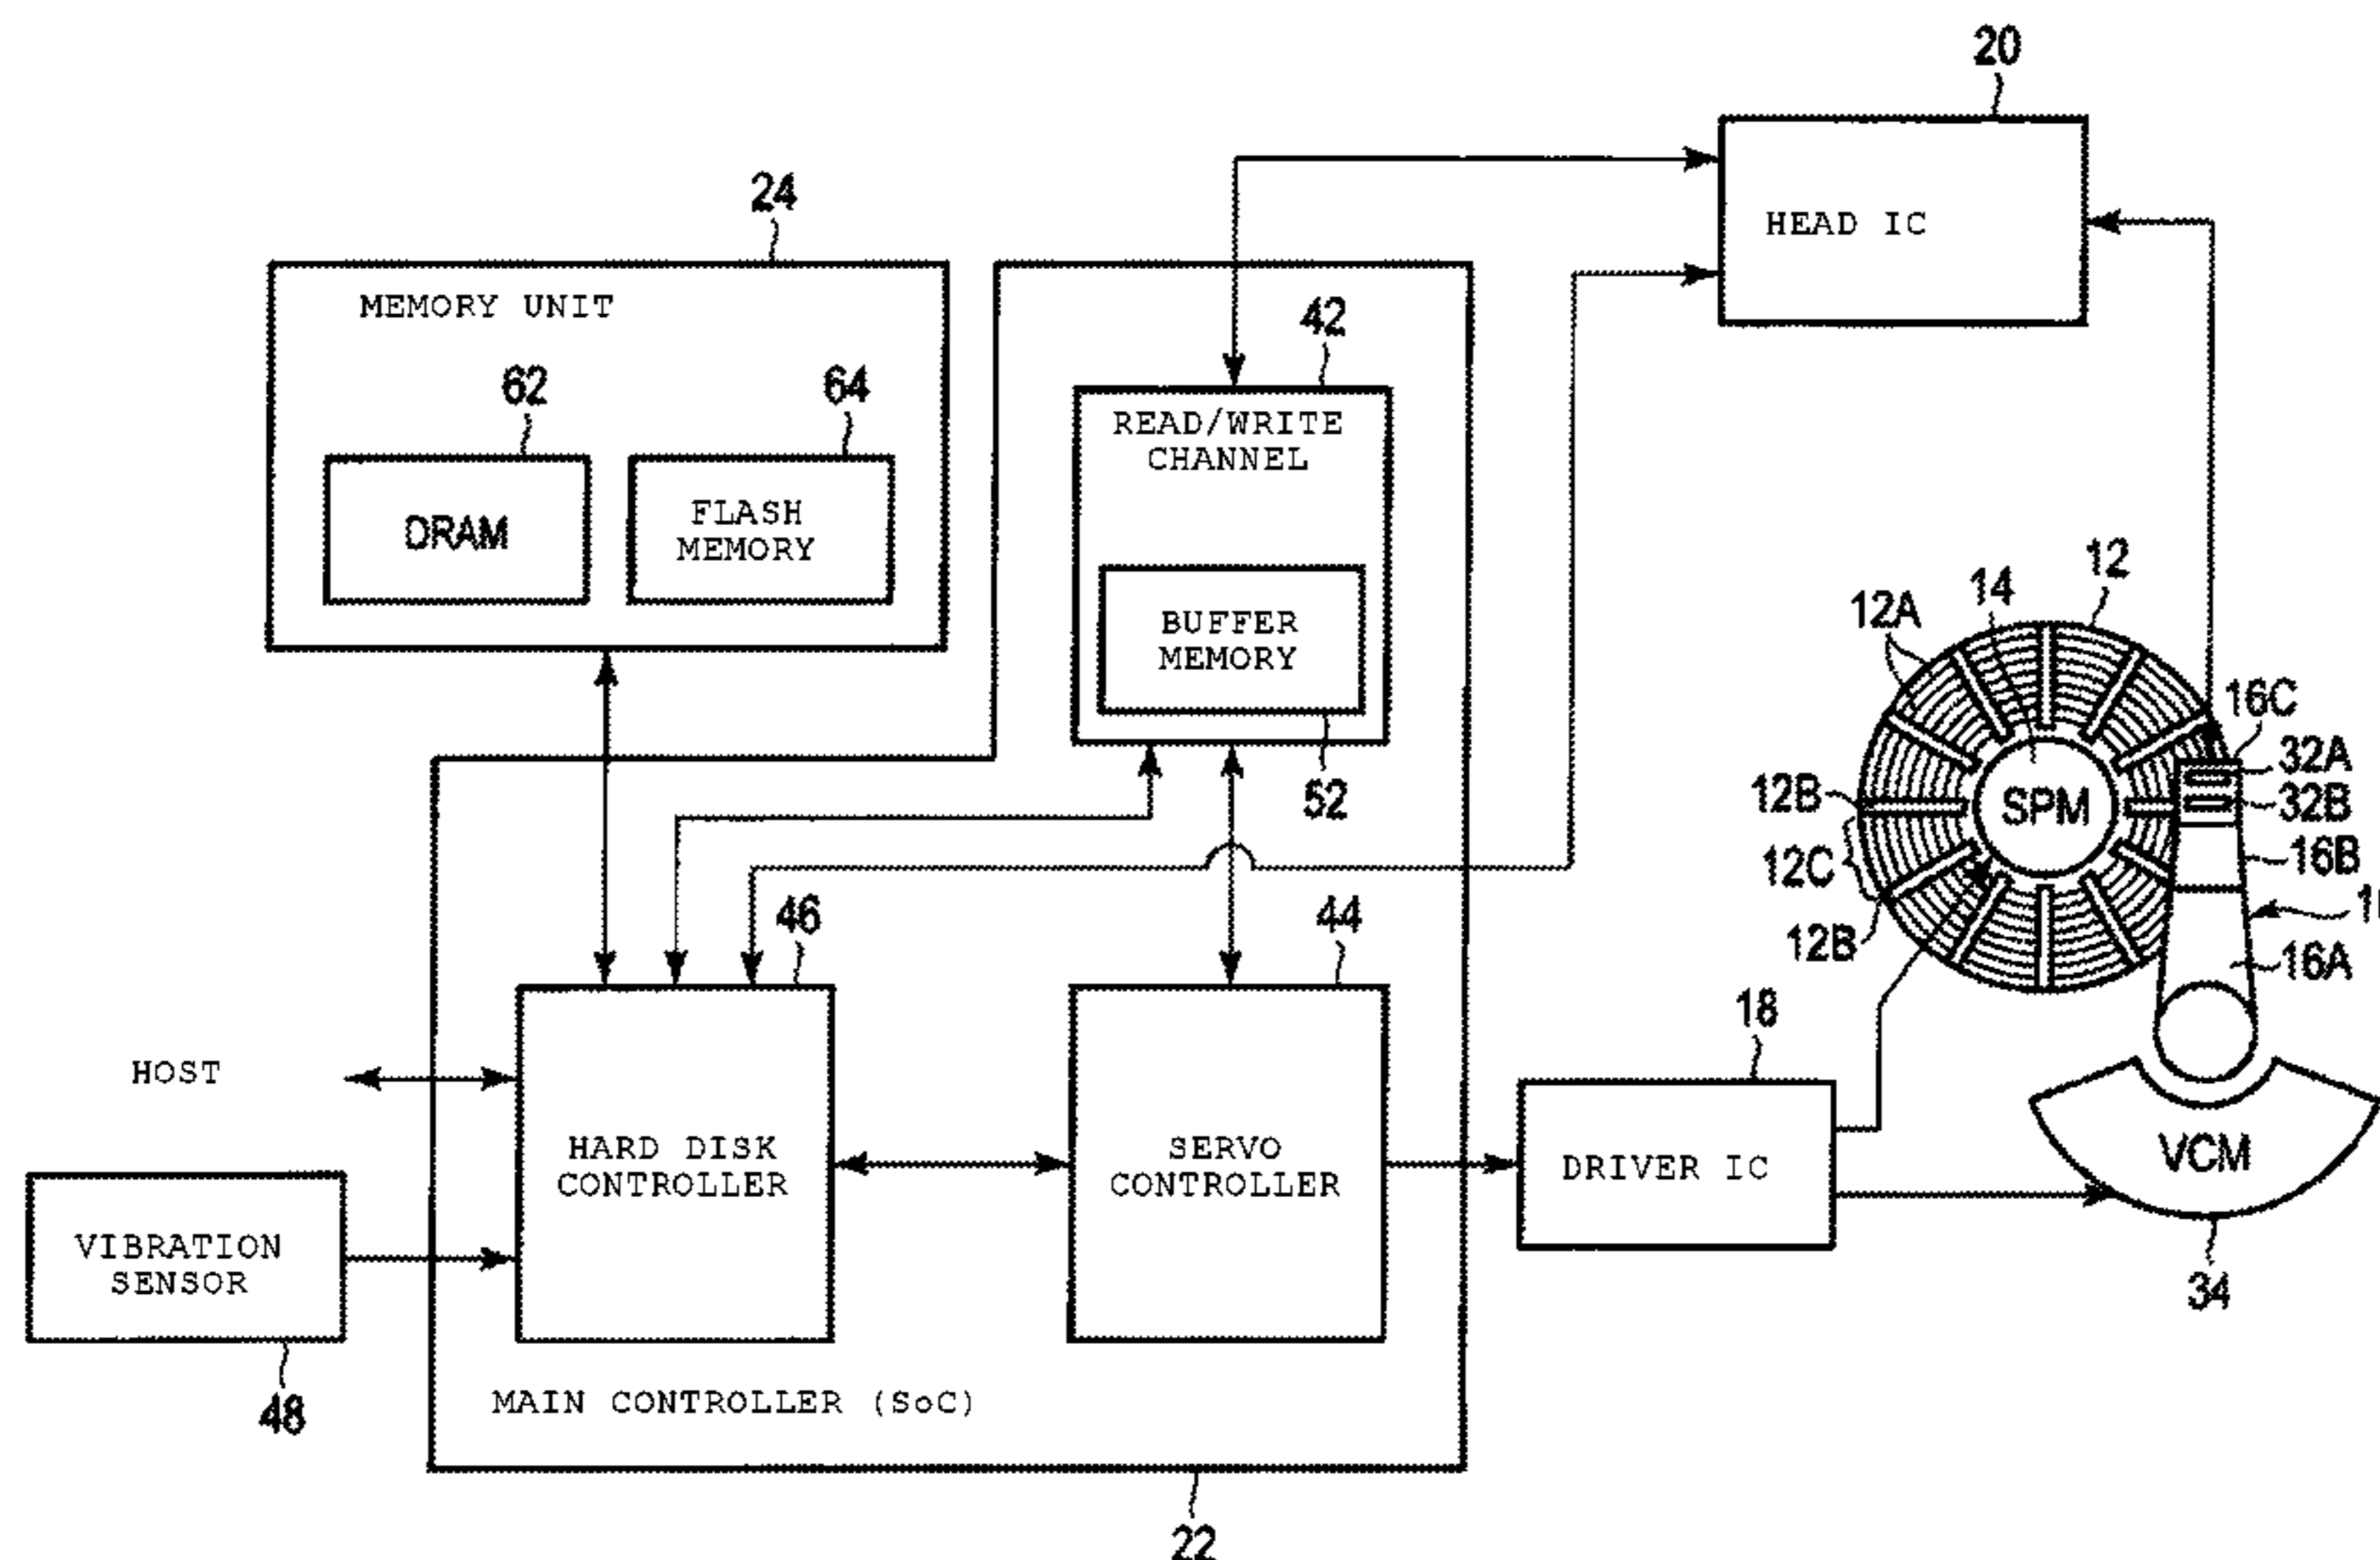 20
24
HEAD IC
MEMORY UNIT
42
62
64
READ/WRITE
CHANNEL
DRAM
FLASH
MEMORY
12
14
12A
BUFFER
MEMORY
16C
32A
52
12B
SPM
32B
12C
16B
46
44
12B
16A
18
HOST
HARD DISK
CONTROLLER
SERVO
CONTROLLER
DRIVER IC
VCM
VIBRATION
SENSOR
34
48
MAIN CONTROLLER (SoC)
22